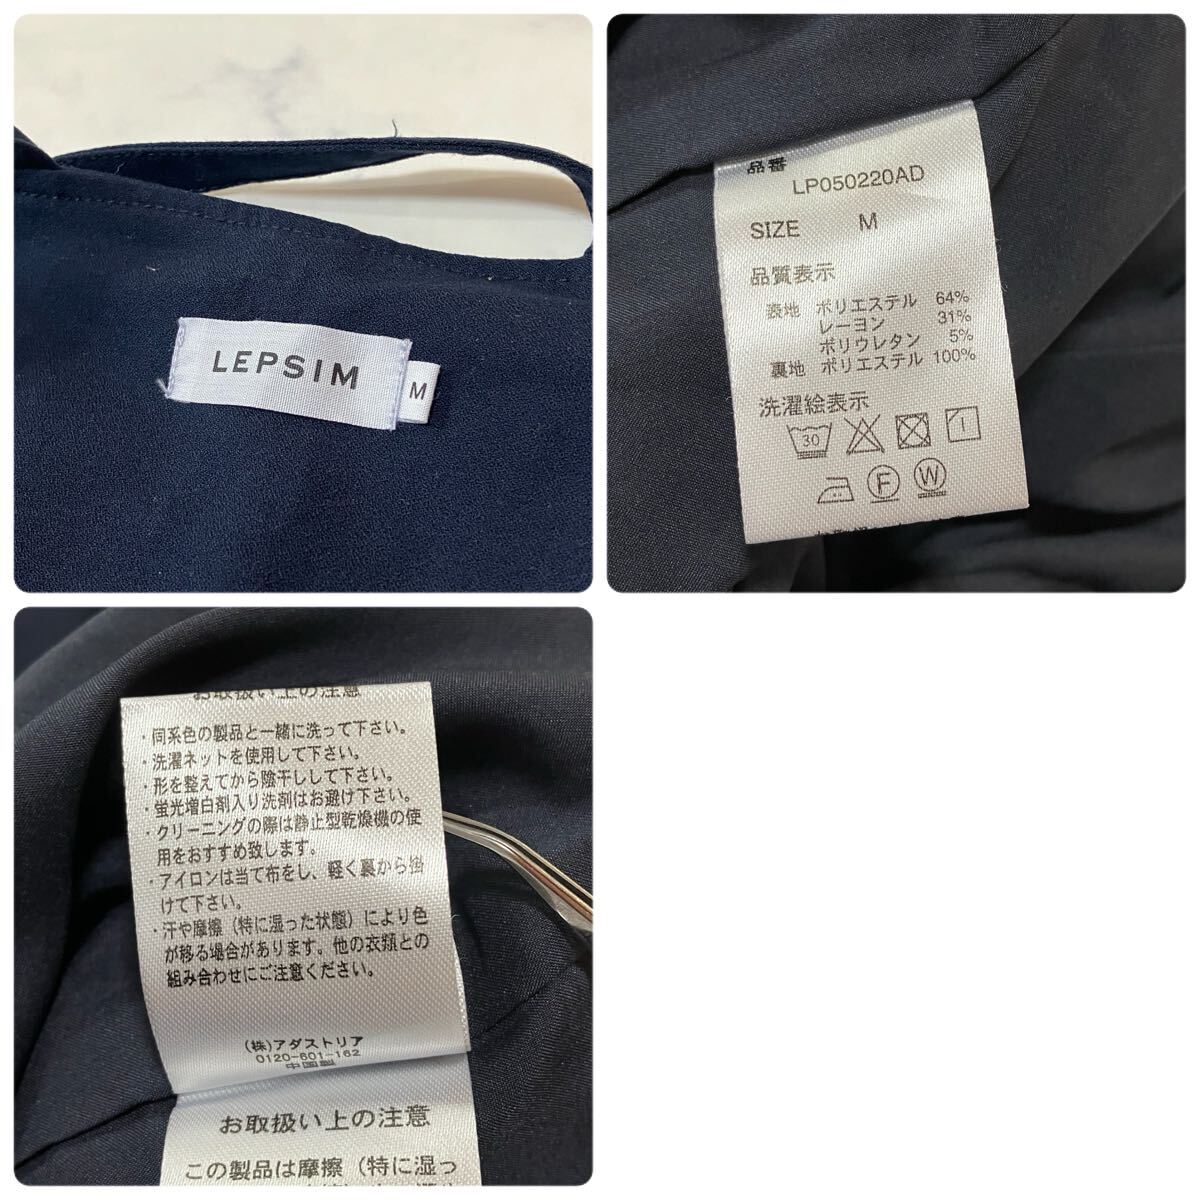 LEPSIM
M
品番
LP050220AD
SIZE M
品質表示
表地 ポリエステル 64%
レーヨン 31%
ポリウレタン 5%
裏地 ポリエステル 100%
洗濯絵表示
30
F W
お取扱い上の注意
・同系色の製品と一緒に洗って下さい。
・洗濯ネットを使用して下さい。
・形を整えてから陰干しして下さい。
・蛍光増白剤入り洗剤はお避け下さい。
・クリーニングの際は静止型乾燥機の使
用をおすすめ致します。
・アイロンは当て布をし、軽く裏から掛
けて下さい。
・汗や摩擦（特に湿った状態）により色
が移る場合があります。他の衣類との
組み合わせにご注意ください。
(株)アダストリア
0120-601-162
中国製
お取扱い上の注意
この製品は摩擦（特に湿っ